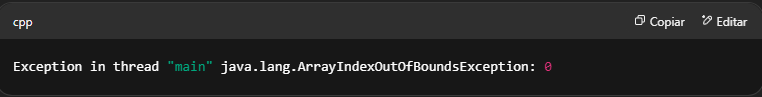 cpp Copiar Editar
Exception in thread "main" java.lang.ArrayIndexOutOfBoundsException: 0